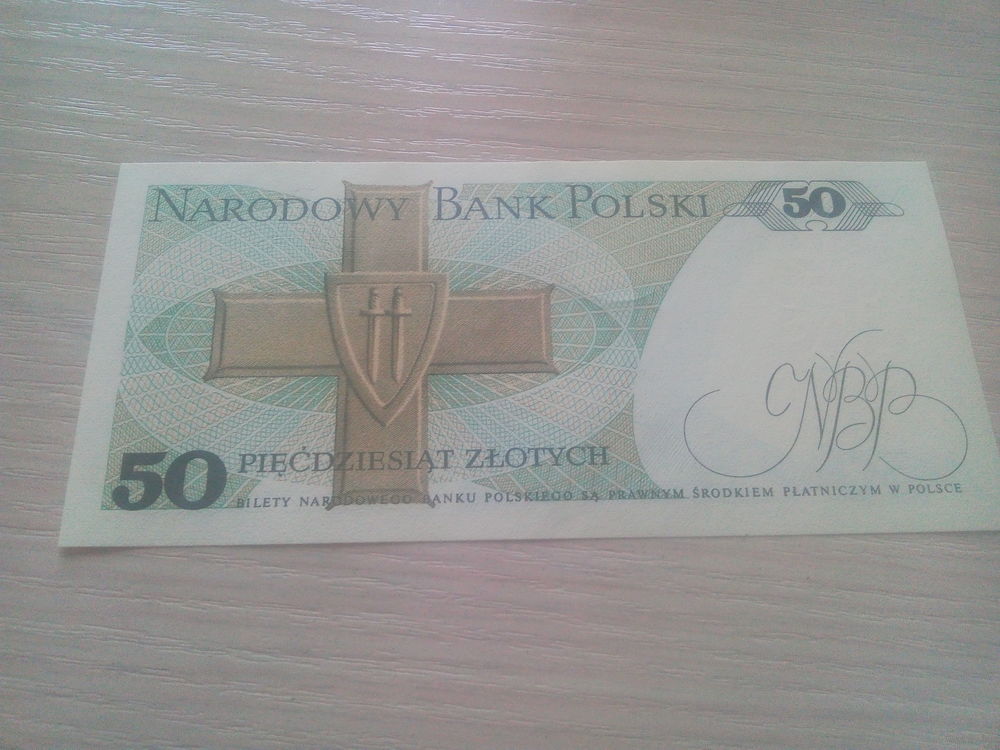 NARODOWY BANK POLSKI 50
NBP
50 PIĘĆDZIESIĄT ZŁOTYCH
BILETY NARODOWEGO BANKU POLSKIEGO SĄ PRAWNYM ŚRODKIEM PŁATNICZYM W POLSCE